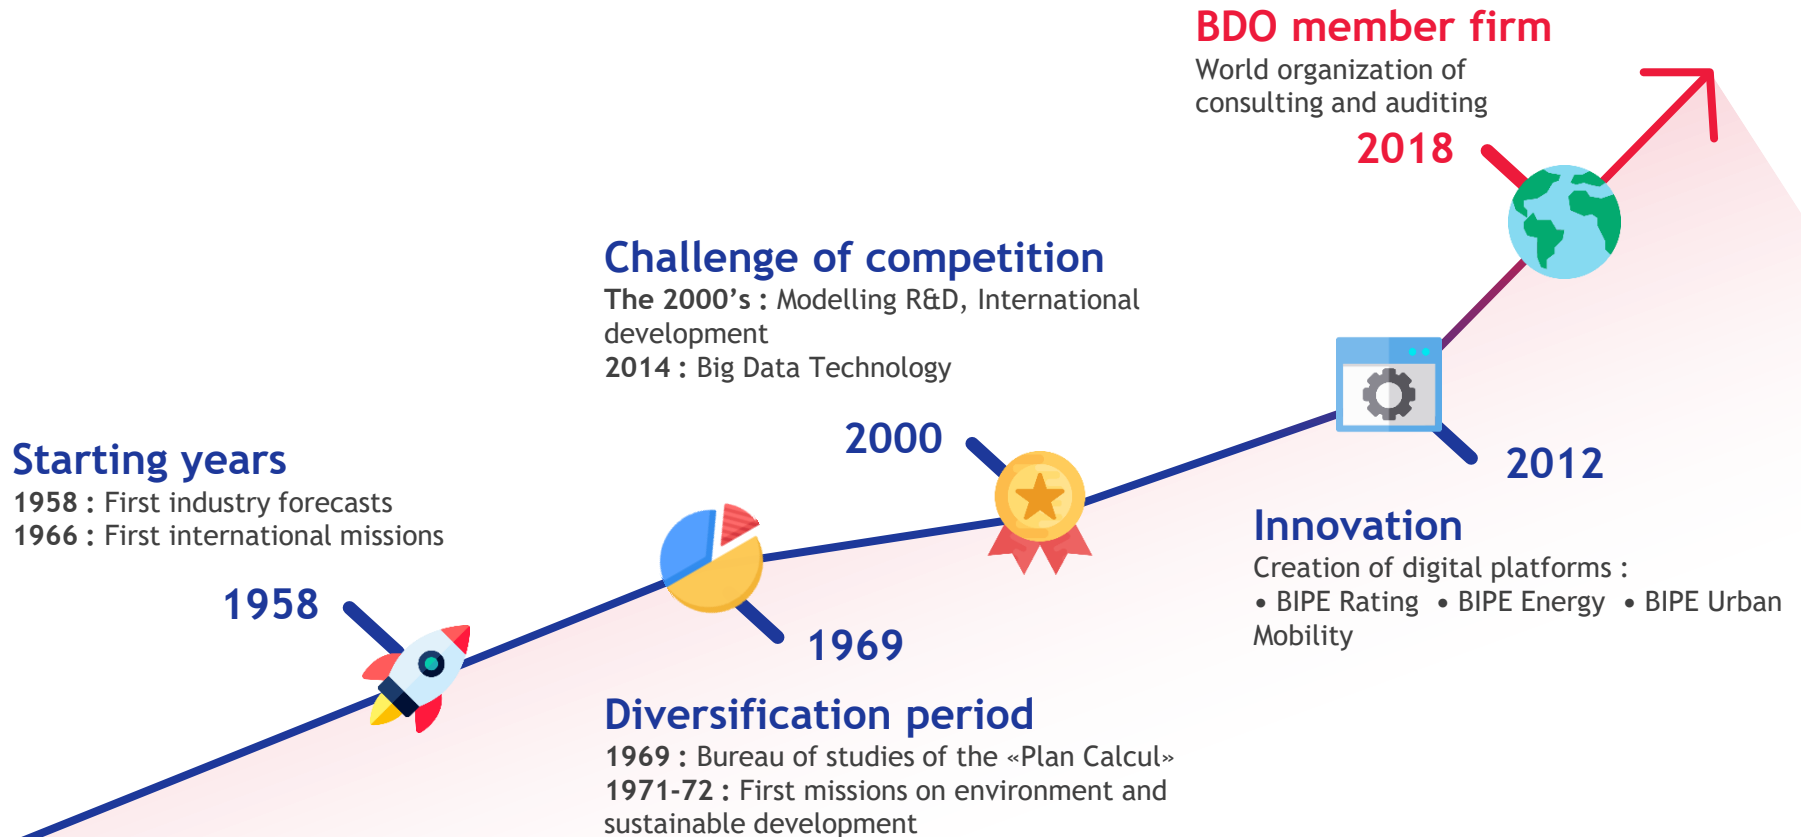 BDO member firm
World organization of
consulting and auditing
2018
Challenge of competition
The 2000’s : Modelling R&D, International
development
2014 : Big Data Technology
2000
Starting years
1958 : First industry forecasts
1966 : First international missions
1958
2012
Innovation
Creation of digital platforms :
• BIPE Rating • BIPE Energy • BIPE Urban
Mobility
1969
Diversification period
1969 : Bureau of studies of the «Plan Calcul»
1971-72 : First missions on environment and
sustainable development